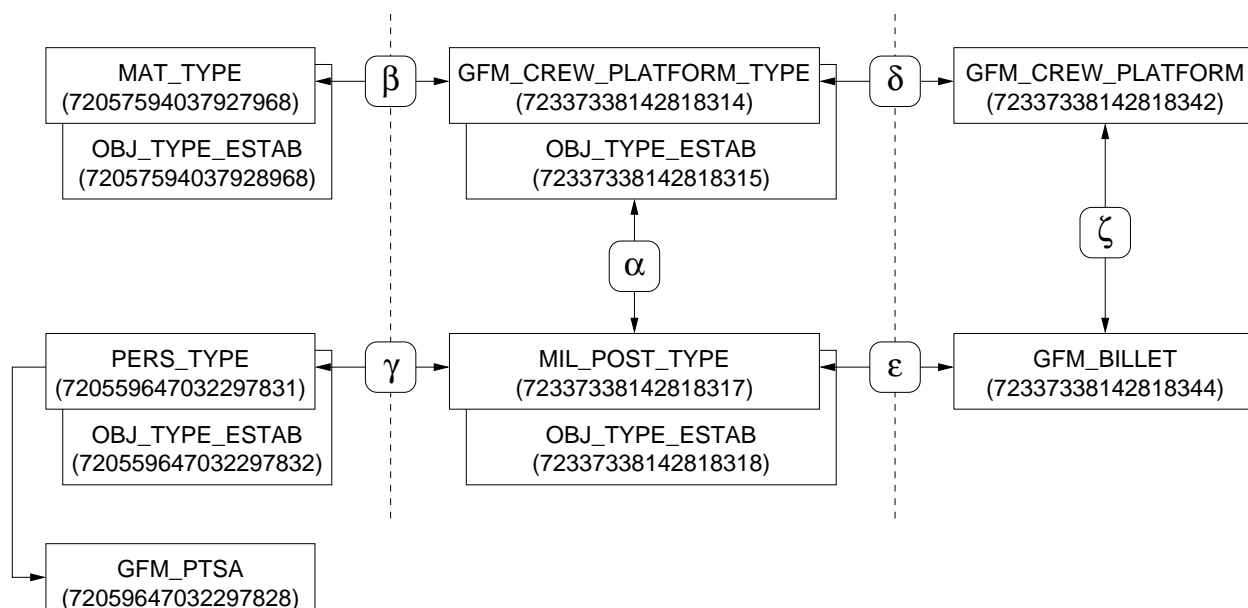 MAT_TYPE
(72057594037927968)
OBJ_TYPE_ESTAB
(72057594037928968)
β
GFM_CREW_PLATFORM_TYPE
(72337338142818314)
OBJ_TYPE_ESTAB
(72337338142818315)
δ
GFM_CREW_PLATFORM
(72337338142818342)
α
ζ
PERS_TYPE
(720559647032297831)
OBJ_TYPE_ESTAB
(720559647032297832)
γ
MIL_POST_TYPE
(72337338142818317)
OBJ_TYPE_ESTAB
(72337338142818318)
ε
GFM_BILLET
(72337338142818344)
GFM_PTSA
(72059647032297828)